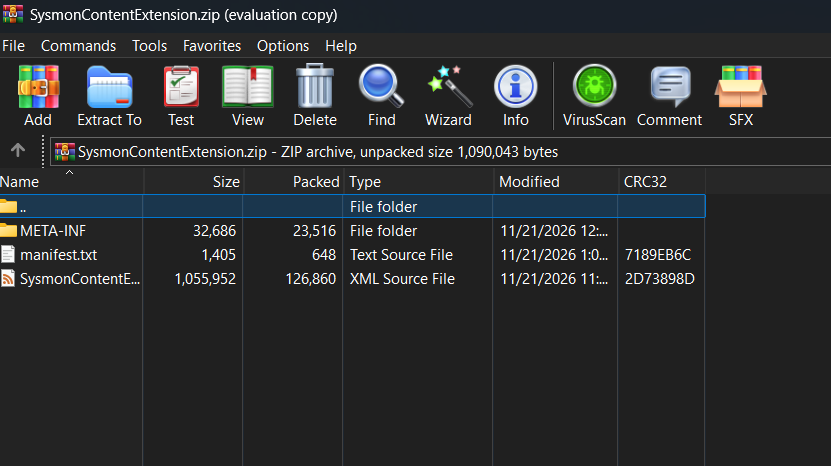 SysmonContentExtension.zip (evaluation copy)
File Commands Tools Favorites Options Help
Add Extract To Test View Delete Find Wizard Info VirusScan Comment SFX
SysmonContentExtension.zip - ZIP archive, unpacked size 1,090,043 bytes
Name Size Packed Type Modified CRC32
.. File folder
META-INF 32,686 23,516 File folder 11/21/2026 12:...
manifest.txt 1,405 648 Text Source File 11/21/2026 1:0... 7189EB6C
SysmonContentE... 1,055,952 126,860 XML Source File 11/21/2026 11:... 2D73898D